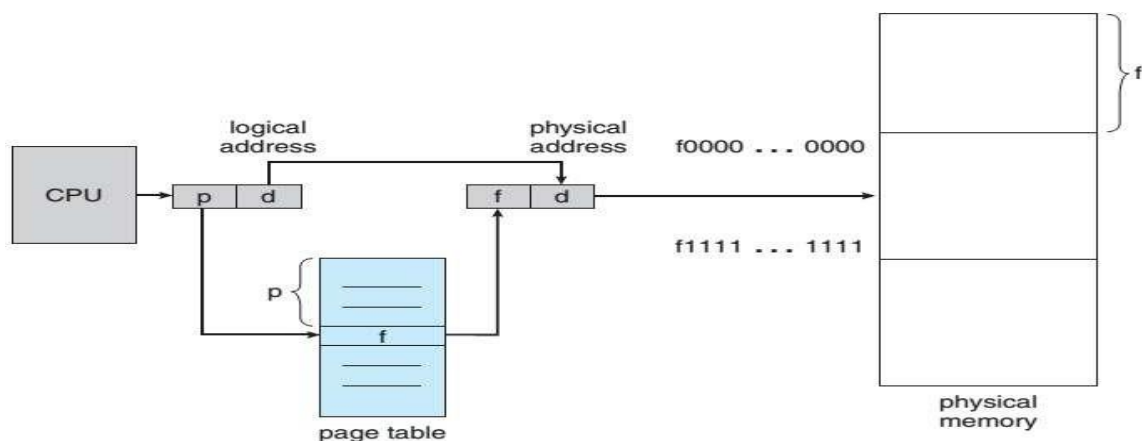 logical
address
physical
address
f0000 ... 0000
f
CPU
p
d
f
d
f1111 ... 1111
p
f
page table
physical
memory